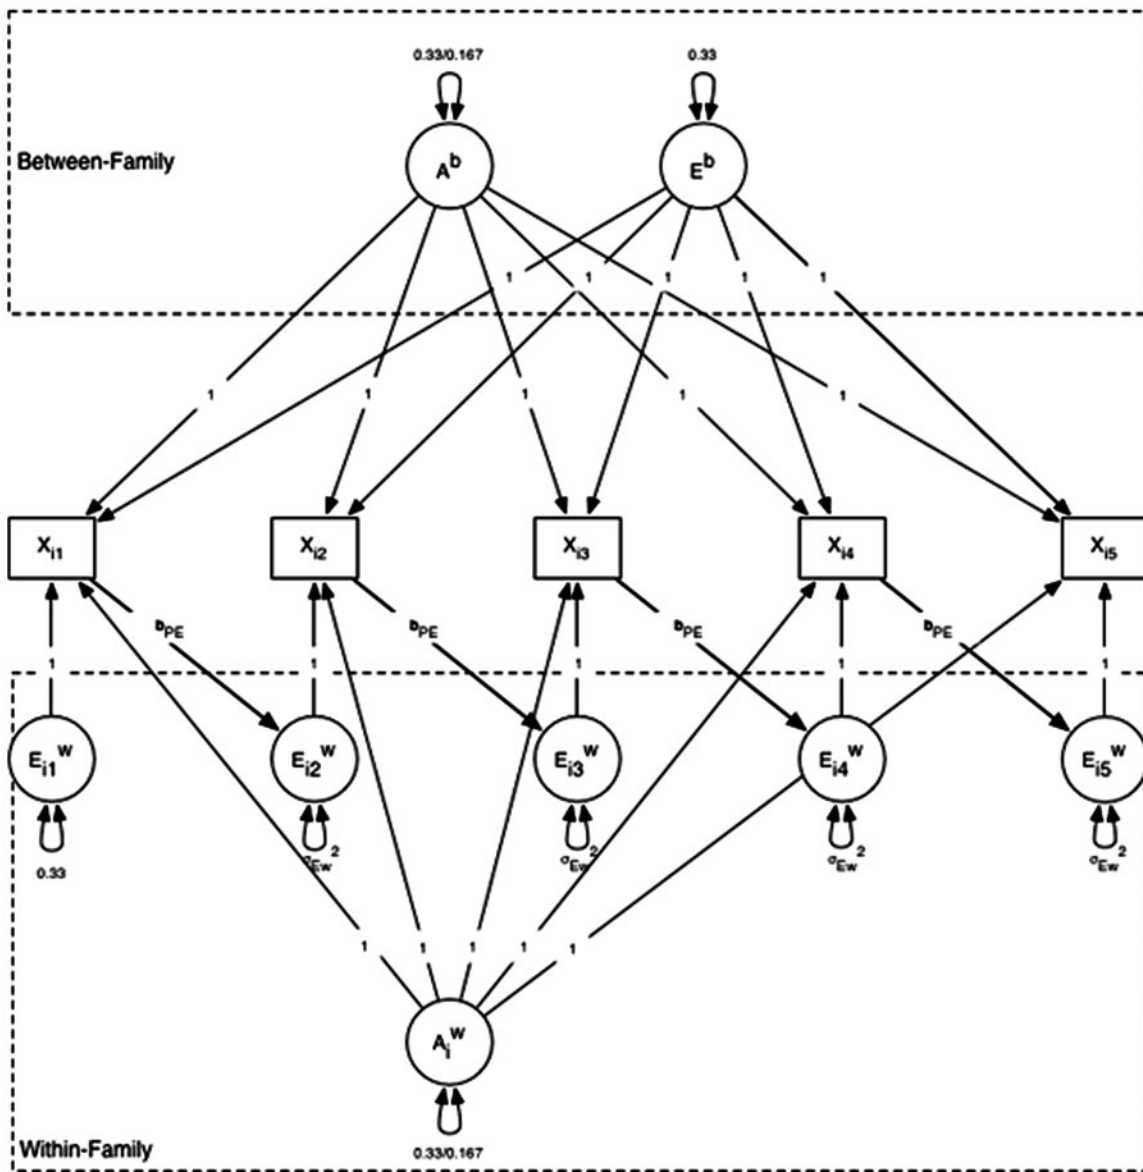 0.33/0.167 0.33
Between-Family
A^b E^b
1 1 1 1 1
1 1 1 1 1
X_i1 X_i2 X_i3 X_i4 X_i5
b_PE b_PE b_PE b_PE
1 1 1 1 1
E_i1^w E_i2^w E_i3^w E_i4^w E_i5^w
0.33 σ_Ew^2 σ_Ew^2 σ_Ew^2 σ_Ew^2
1 1 1 1 1
A_i^w
Within-Family
0.33/0.167